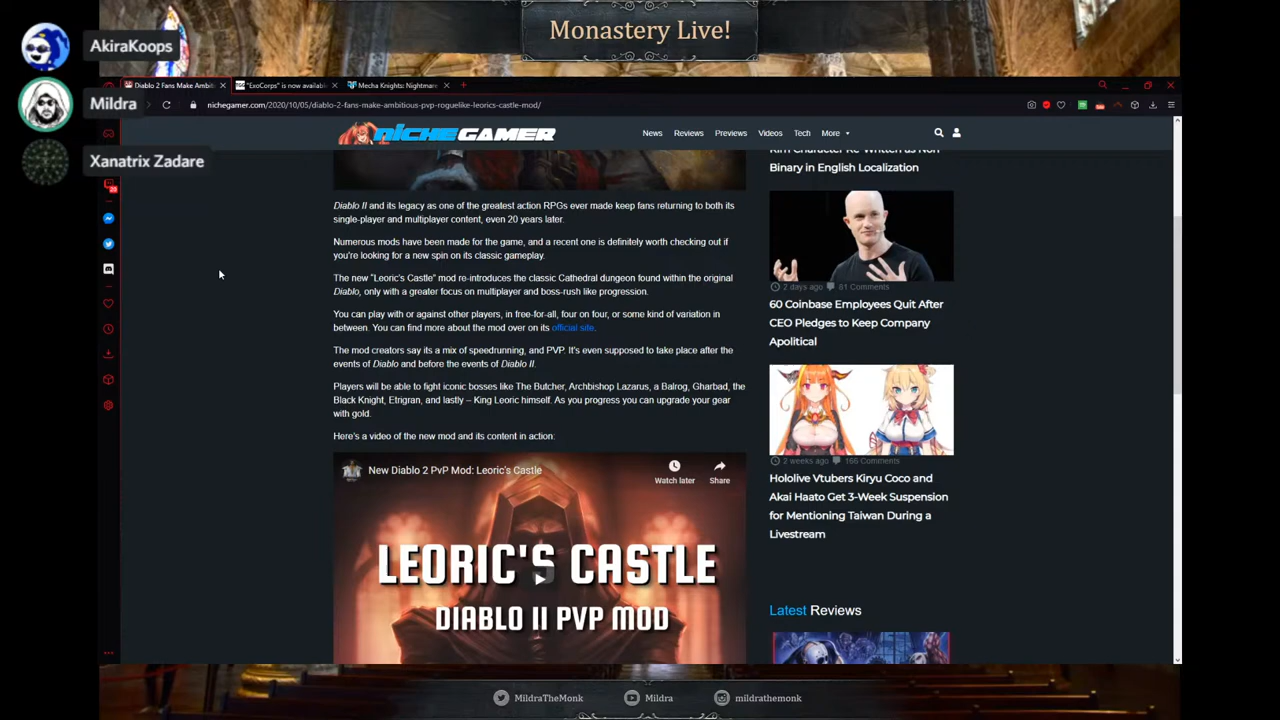 Monastery Live!
AkiraKoops
Mildra
Xanatrix Zadare
Diablo 2 Fans Make Ambiti
"ExoCorps" is now availabl
Mecha Knights: Nightmare
nichegamer.com/2020/10/05/diablo-2-fans-make-ambitious-pvp-roguelike-leorics-castle-mod/
NICHEGAMER
News
Reviews
Previews
Videos
Tech
More
Diablo II and its legacy as one of the greatest action RPGs ever made keep fans returning to both its
single-player and multiplayer content, even 20 years later.
Numerous mods have been made for the game, and a recent one is definitely worth checking out if
you're looking for a new spin on its classic gameplay.
The new "Leoric's Castle" mod re-introduces the classic Cathedral dungeon found within the original
Diablo, only with a greater focus on multiplayer and boss-rush like progression.
You can play with or against other players, in free-for-all, four on four, or some kind of variation in
between. You can find more about the mod over on its official site.
The mod creators say its a mix of speedrunning, and PVP. It's even supposed to take place after the
events of Diablo and before the events of Diablo II.
Players will be able to fight iconic bosses like The Butcher, Archbishop Lazarus, a Balrog, Gharbad, the
Black Knight, Etrigran, and lastly – King Leoric himself. As you progress you can upgrade your gear
with gold.
Here's a video of the new mod and its content in action:
New Diablo 2 PvP Mod: Leoric's Castle
Watch later
Share
LEORIC'S CASTLE
DIABLO II PVP MOD
Kim Character Re-Written as Non
Binary in English Localization
2 days ago
81 Comments
60 Coinbase Employees Quit After
CEO Pledges to Keep Company
Apolitical
2 weeks ago
166 Comments
Hololive Vtubers Kiryu Coco and
Akai Haato Get 3-Week Suspension
for Mentioning Taiwan During a
Livestream
Latest Reviews
MildraTheMonk
Mildra
mildrathemonk